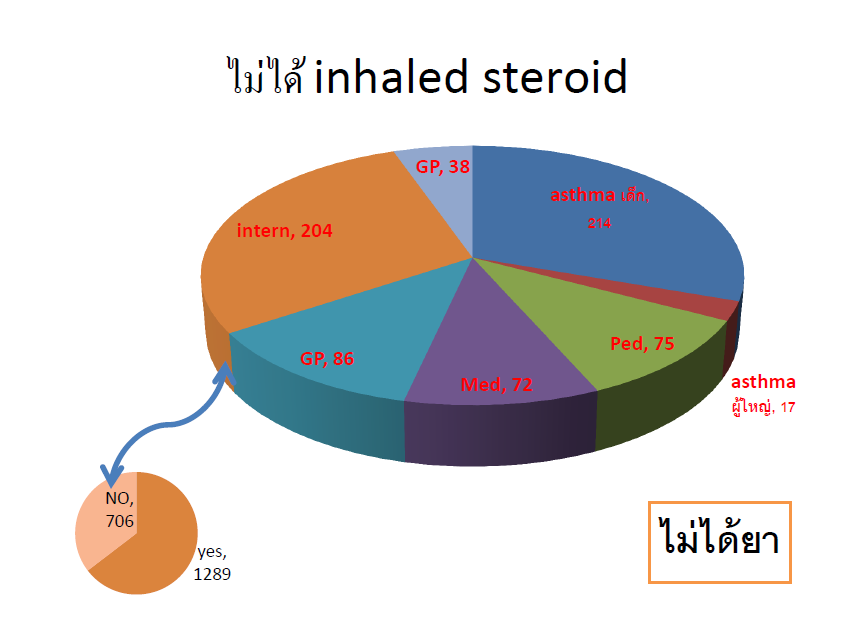 ไม่ได้ inhaled steroid
GP, 38
asthma เด็ก,
214
intern, 204
Ped, 75
GP, 86
Med, 72
asthma
ผู้ใหญ่, 17
NO,
706
yes,
1289
ไม่ได้ยา